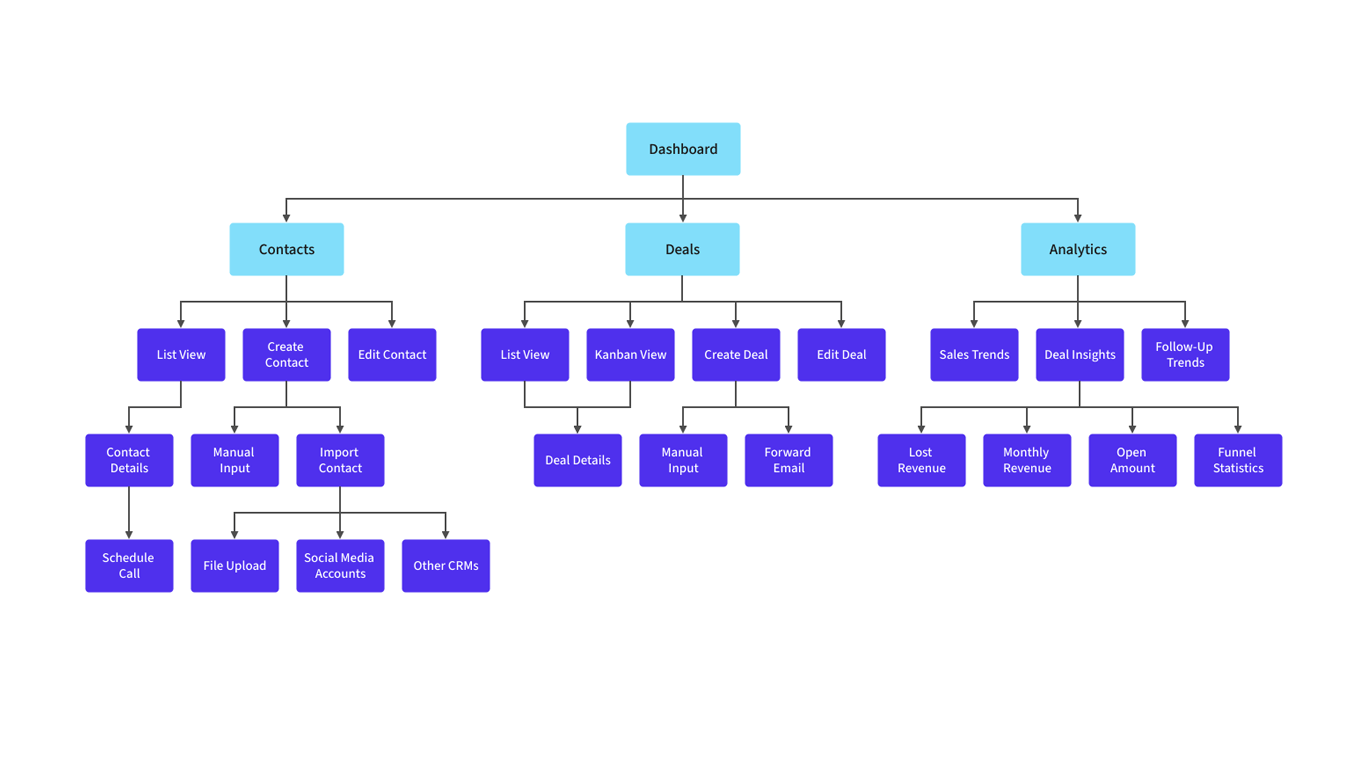 Dashboard
Contacts
Deals
Analytics
List View
Create
Contact
Edit Contact
List View
Kanban View
Create Deal
Edit Deal
Sales Trends
Deal Insights
Follow-Up
Trends
Contact
Details
Manual
Input
Import
Contact
Deal Details
Manual
Input
Forward
Email
Lost
Revenue
Monthly
Revenue
Open
Amount
Funnel
Statistics
Schedule
Call
File Upload
Social Media
Accounts
Other CRMs